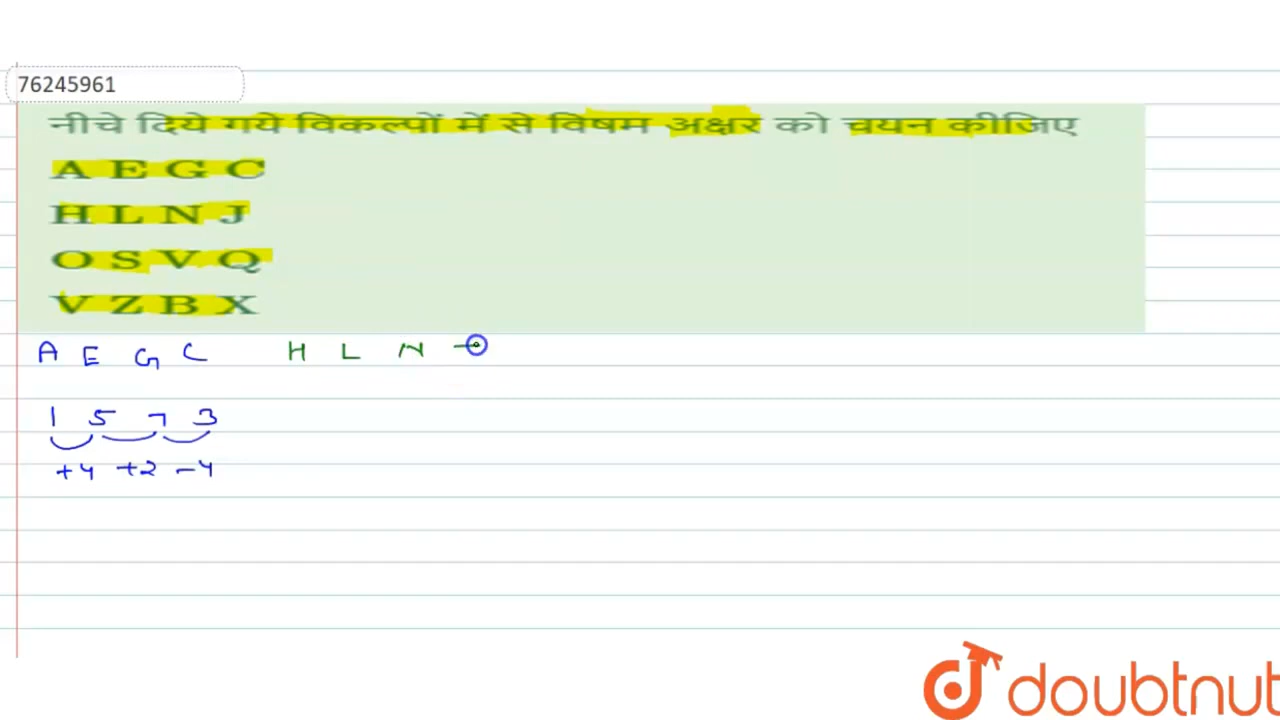 76245961
नीचे दिये गये विकल्पों में से विषम अक्षर को चयन कीजिए
A E G C
H L N J
O S V Q
V Z B X
A E G C H L N
1 5 7 3
+4 +2 -4
doubtnut